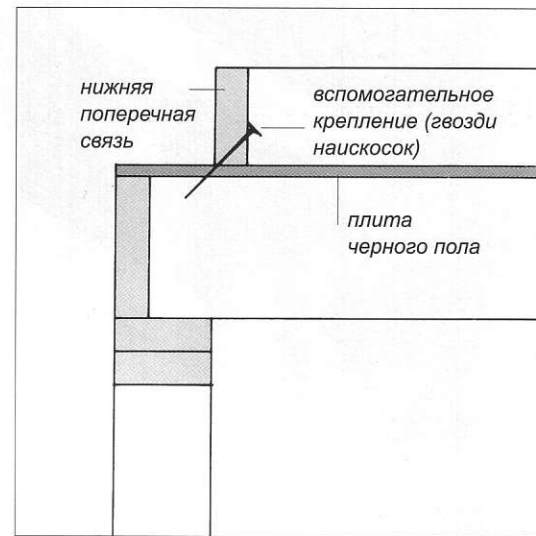 нижняя
поперечная
связь
вспомогательное
крепление (гвозди
наискосок)
плита
черного пола